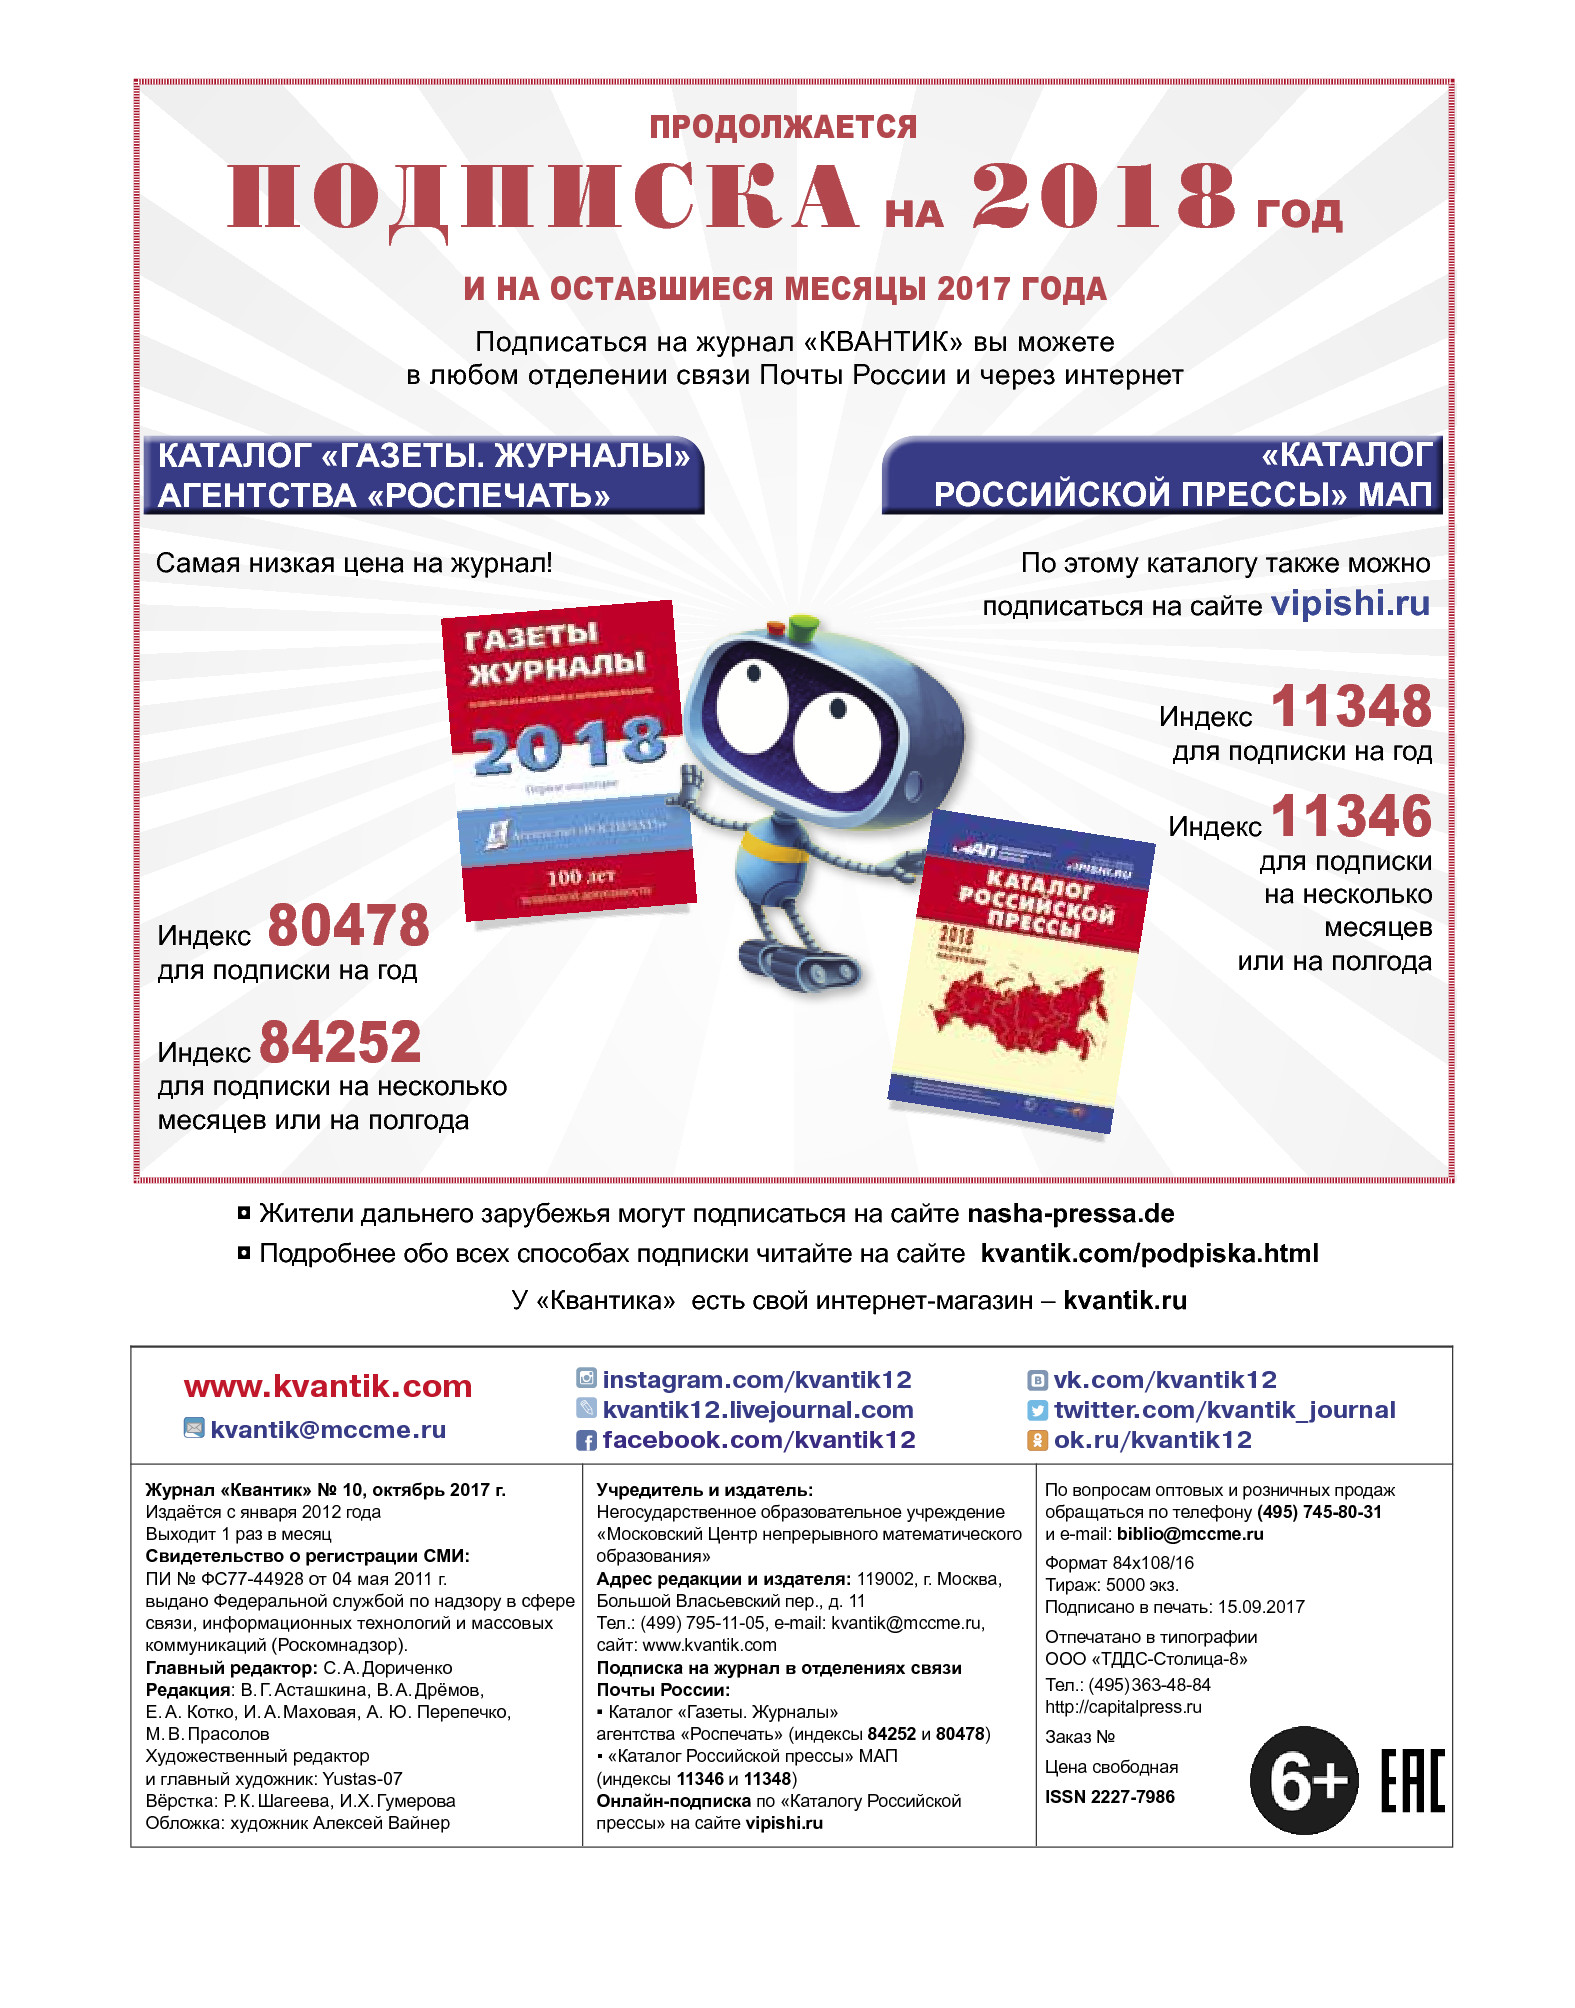 ПРОДОЛЖАЕТСЯ
ПОДПИСКА НА 2018 ГОД
И НА ОСТАВШИЕСЯ МЕСЯЦЫ 2017 ГОДА
Подписаться на журнал «КВАНТИК» вы можете
в любом отделении связи Почты России и через интернет
КАТАЛОГ «ГАЗЕТЫ. ЖУРНАЛЫ»
АГЕНТСТВА «РОСПЕЧАТЬ»
Самая низкая цена на журнал!
ГАЗЕТЫ
ЖУРНАЛЫ
2018
Агентство «РОСПЕЧАТЬ»
100 лет
Индекс 80478
для подписки на год
Индекс 84252
для подписки на несколько
месяцев или на полгода
«КАТАЛОГ
РОССИЙСКОЙ ПРЕССЫ» МАП
По этому каталогу также можно
подписаться на сайте vipishi.ru
Индекс 11348
для подписки на год
Индекс 11346
для подписки
на несколько
месяцев
или на полгода
МАП
VIPISHI.RU
КАТАЛОГ
РОССИЙСКОЙ
ПРЕССЫ
2018
◘ Жители дальнего зарубежья могут подписаться на сайте nasha-pressa.de
◘ Подробнее обо всех способах подписки читайте на сайте kvantik.com/podpiska.html
У «Квантика» есть свой интернет-магазин – kvantik.ru
www.kvantik.com
kvantik@mccme.ru
instagram.com/kvantik12
kvantik12.livejournal.com
facebook.com/kvantik12
vk.com/kvantik12
twitter.com/kvantik_journal
ok.ru/kvantik12
Журнал «Квантик» № 10, октябрь 2017 г.
Издаётся с января 2012 года
Выходит 1 раз в месяц
Свидетельство о регистрации СМИ:
ПИ № ФС77-44928 от 04 мая 2011 г.
выдано Федеральной службой по надзору в сфере
связи, информационных технологий и массовых
коммуникаций (Роскомнадзор).
Главный редактор: С. А. Дориченко
Редакция: В. Г. Асташкина, В. А. Дрёмов,
Е. А. Котко, И. А. Маховая, А. Ю. Перепечко,
М. В. Прасолов
Художественный редактор
и главный художник: Yustas-07
Вёрстка: Р. К. Шагеева, И. Х. Гумерова
Обложка: художник Алексей Вайнер
Учредитель и издатель:
Негосударственное образовательное учреждение
«Московский Центр непрерывного математического
образования»
Адрес редакции и издателя: 119002, г. Москва,
Большой Власьевский пер., д. 11
Тел.: (499) 795-11-05, e-mail: kvantik@mccme.ru,
сайт: www.kvantik.com
Подписка на журнал в отделениях связи
Почты России:
▪ Каталог «Газеты. Журналы»
агентства «Роспечать» (индексы 84252 и 80478)
▪ «Каталог Российской прессы» МАП
(индексы 11346 и 11348)
Онлайн-подписка по «Каталогу Российской
прессы» на сайте vipishi.ru
По вопросам оптовых и розничных продаж
обращаться по телефону (495) 745-80-31
и e-mail: biblio@mccme.ru
Формат 84х108/16
Тираж: 5000 экз.
Подписано в печать: 15.09.2017
Отпечатано в типографии
ООО «ТДДС-Столица-8»
Тел.: (495) 363-48-84
http://capitalpress.ru
Заказ №
Цена свободная
ISSN 2227-7986
6+
EAC